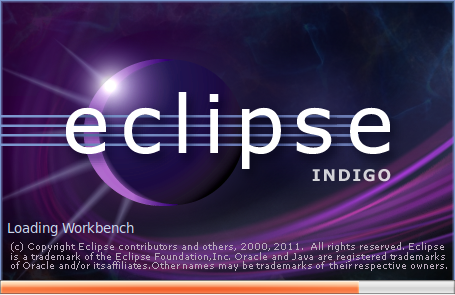 eclipse
INDIGO
Loading Workbench
(c) Copyright Eclipse contributors and others, 2000, 2011. All rights reserved. Eclipse
is a trademark of the Eclipse Foundation,Inc. Oracle and Java are registered trademarks
of Oracle and/or itsaffiliates.Other names may be trademarks of their respective owners.